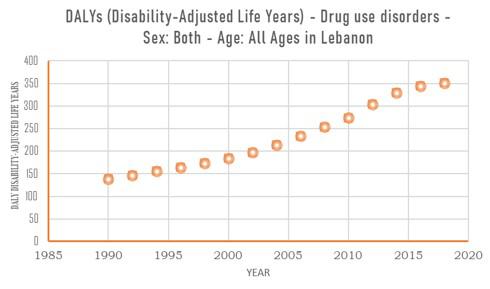 DALYs (Disability-Adjusted Life Years) - Drug use disorders -
Sex: Both - Age: All Ages in Lebanon
DALY DISABILITY-ADJUSTED LIFE YEARS
400
350
300
250
200
150
100
50
0
1985 1990 1995 2000 2005 2010 2015 2020
YEAR